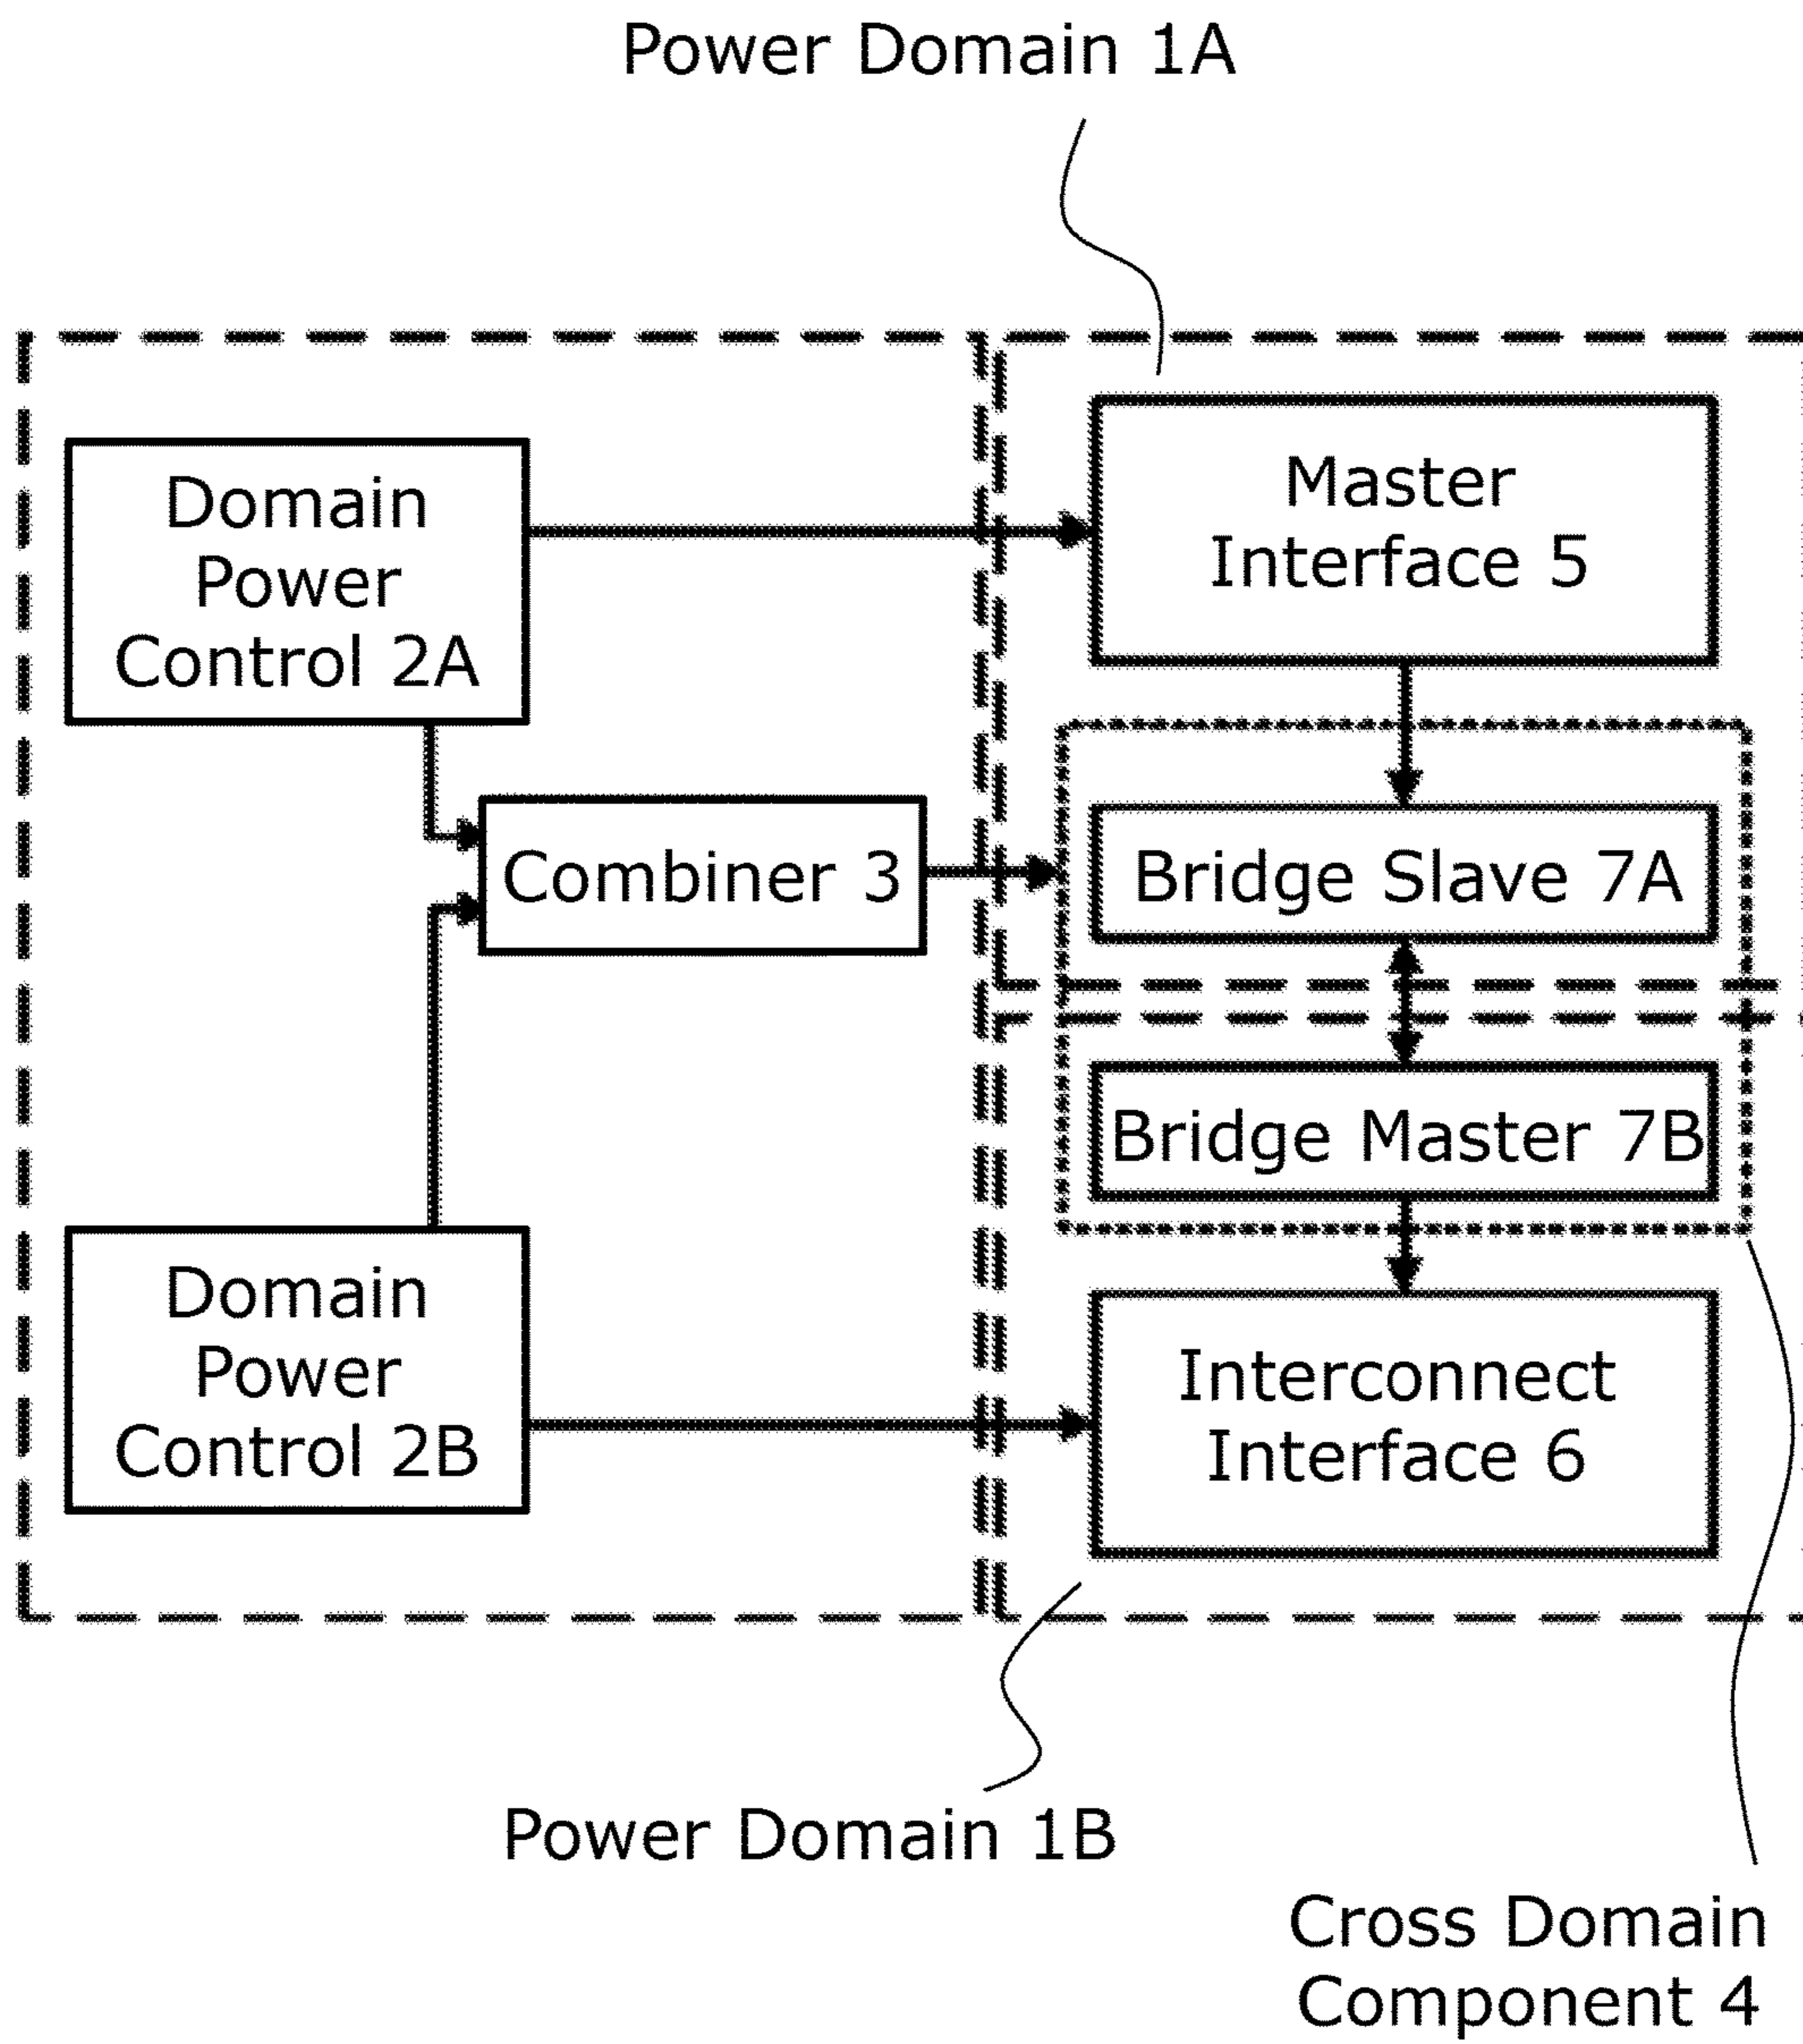 Power Domain 1A
Domain
Power
Control 2A
Master
Interface 5
Combiner 3
Bridge Slave 7A
Bridge Master 7B
Domain
Power
Control 2B
Interconnect
Interface 6
Power Domain 1B
Cross Domain
Component 4